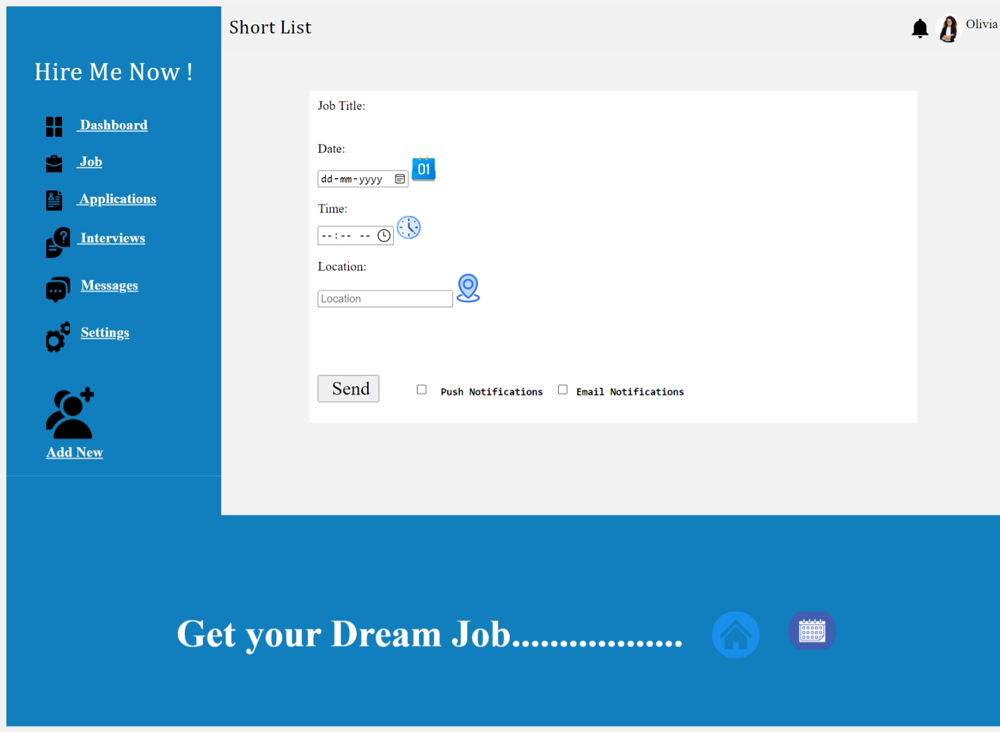 Short List
Olivia
Hire Me Now !
Dashboard
Job
Applications
Interviews
Messages
Settings
Add New
Job Title:
Date:
dd-mm-yyyy
01
Time:
--:-- --
Location:
Location
Send
Push Notifications
Email Notifications
Get your Dream Job..................